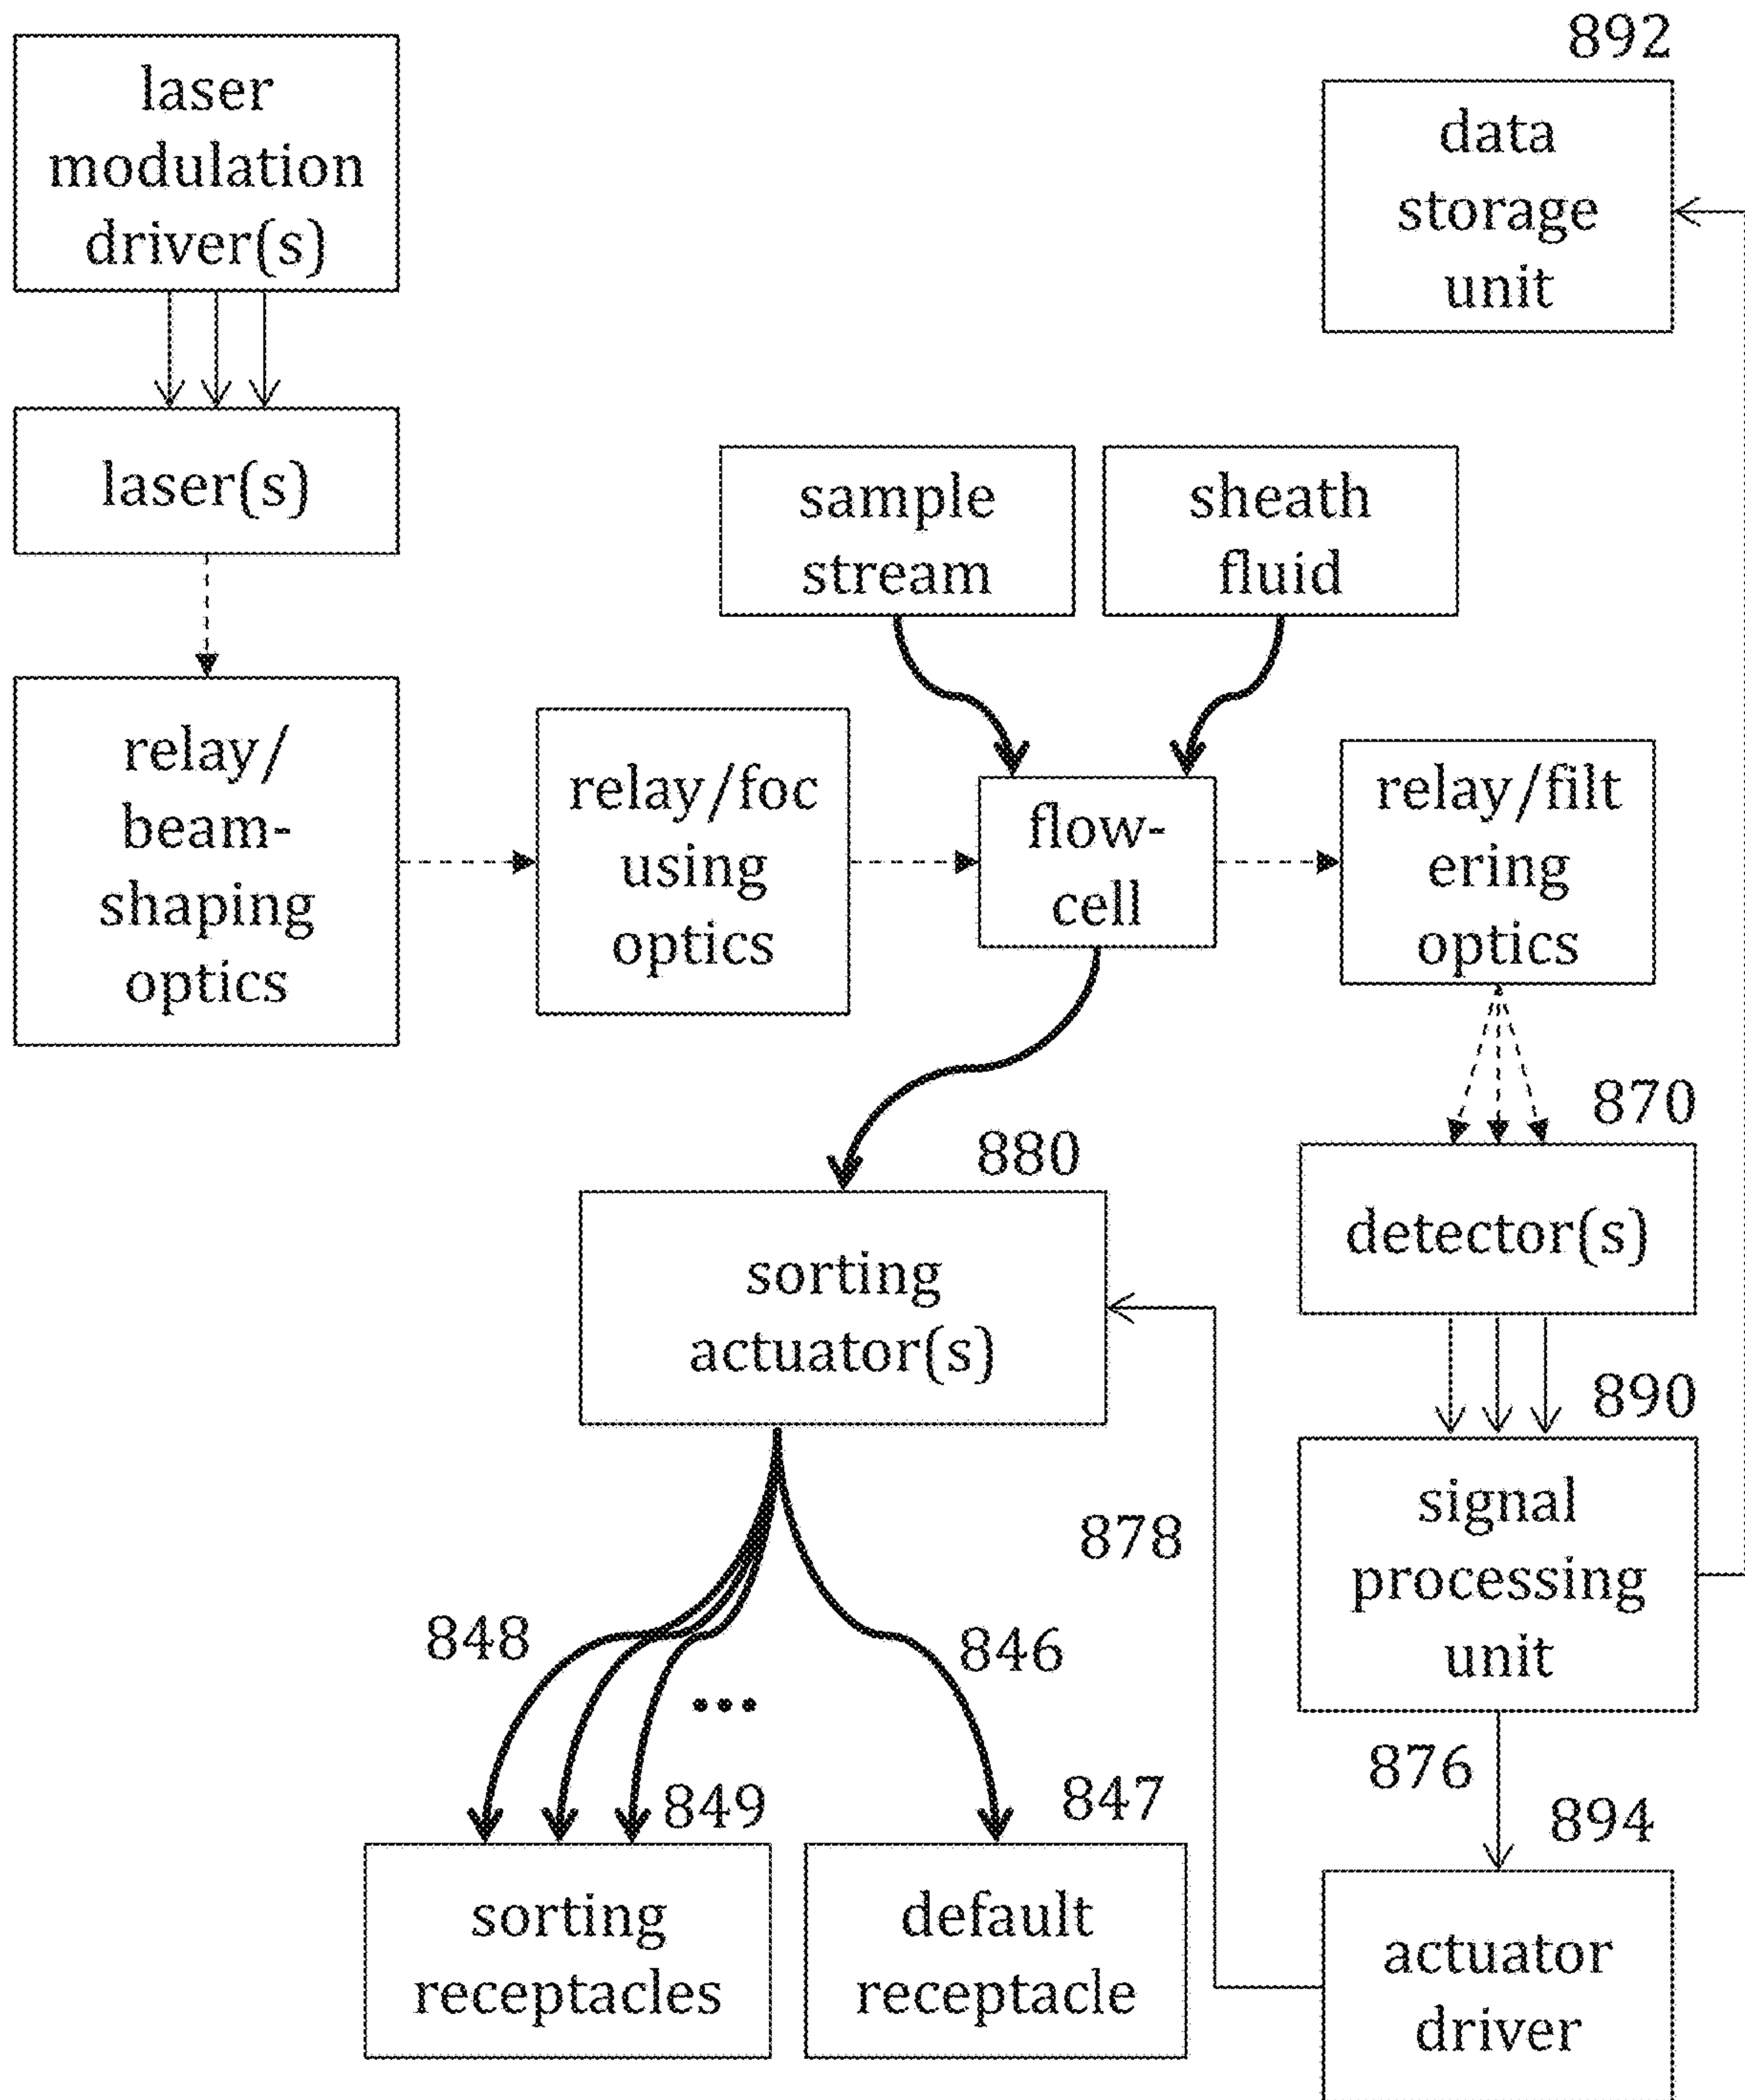 892
laser
modulation
driver(s)
data
storage
unit
laser(s)
sample
stream
sheath
fluid
relay/
beam-
shaping
optics
relay/foc
using
optics
flow-
cell
relay/filt
ering
optics
870
880
detector(s)
sorting
actuator(s)
890
signal
processing
unit
878
848
846
...
876
849
847
894
sorting
receptacles
default
receptacle
actuator
driver